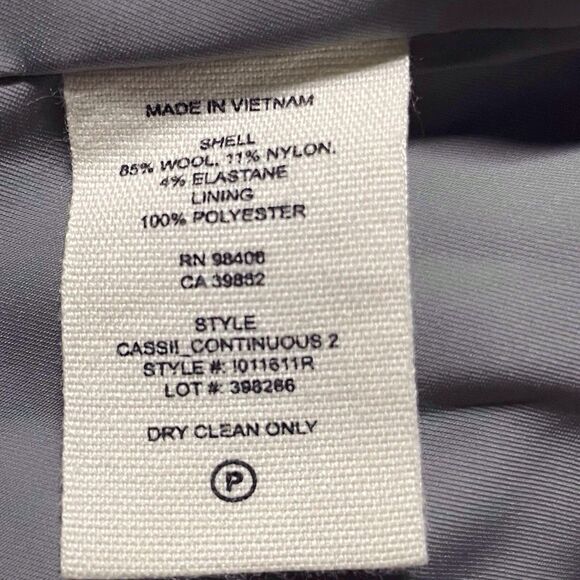 MADE IN VIETNAM
SHELL
85% WOOL, 11% NYLON,
4% ELASTANE
LINING
100% POLYESTER
RN 98406
CA 39852
STYLE
CASSII_CONTINUOUS 2
STYLE #: I011611R
LOT #: 398266
DRY CLEAN ONLY
P